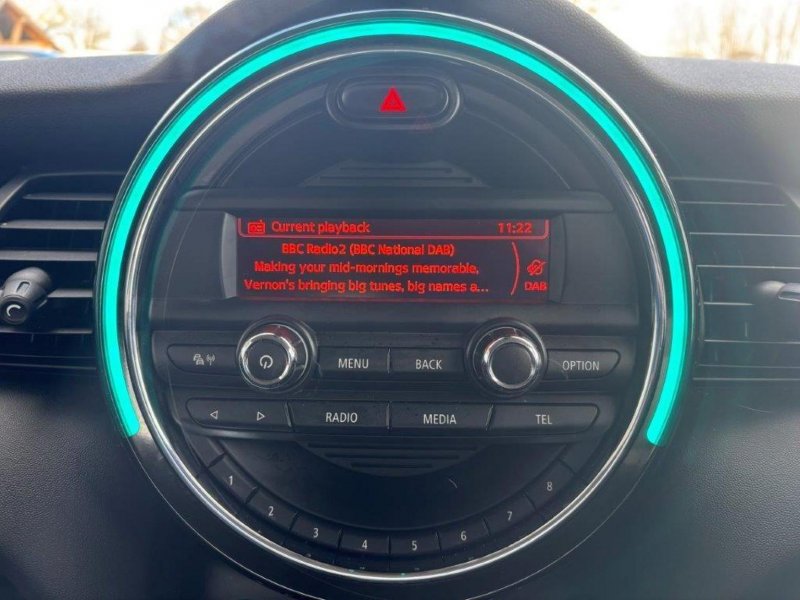 Current playback 11:22
BBC Radio2 (BBC National DAB)
Making your mid-mornings memorable,
Vernon's bringing big tunes, big names a...
DAB
MENU BACK OPTION
RADIO MEDIA TEL
1 2 3 4 5 6 7 8